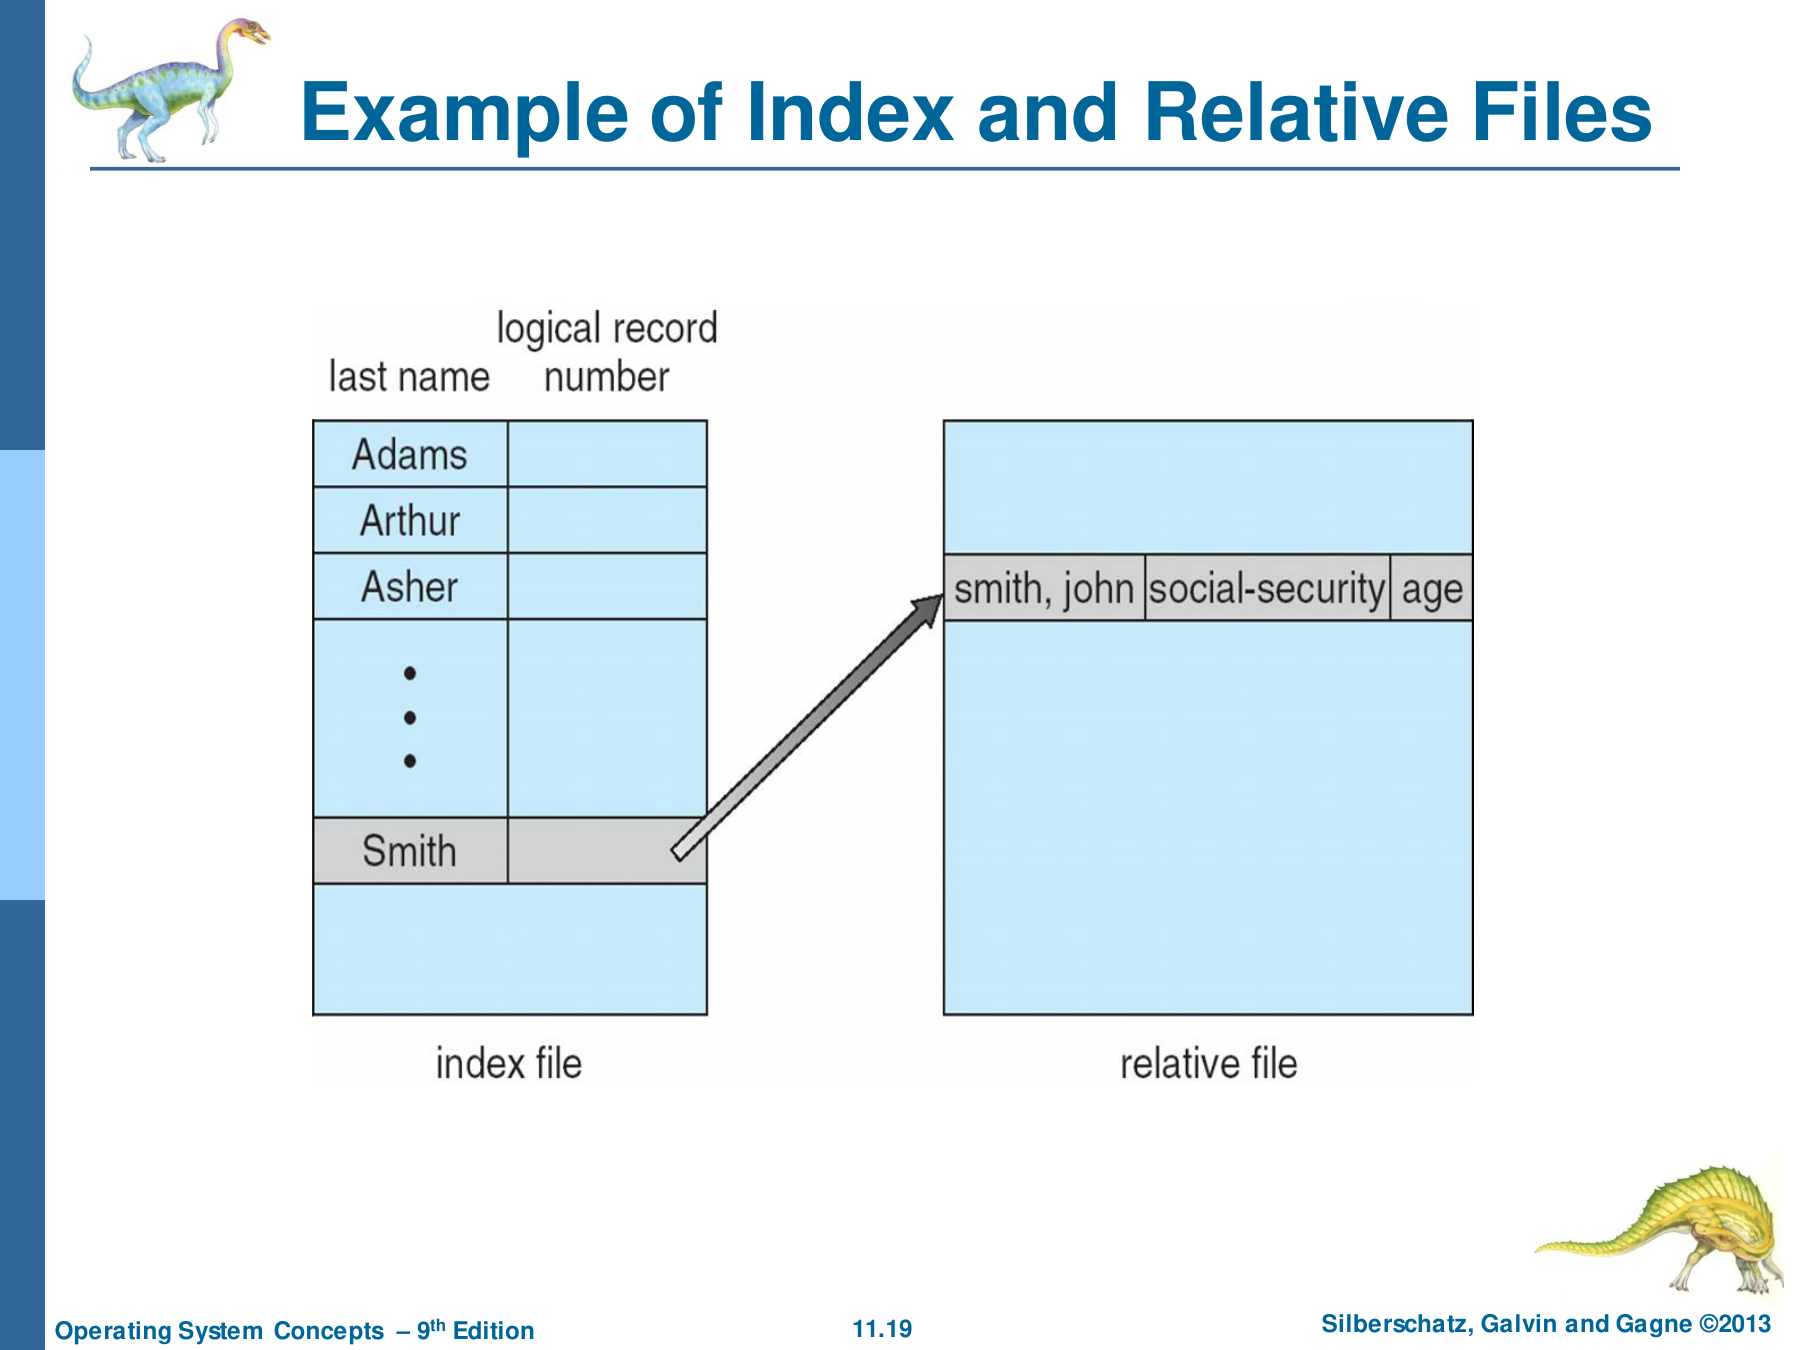 Example of Index and Relative Files
logical record
last name number
Adams
Arthur
Asher
smith, john social-security age
Smith
index file
relative file
Operating System Concepts – 9th Edition
11.19
Silberschatz, Galvin and Gagne ©2013